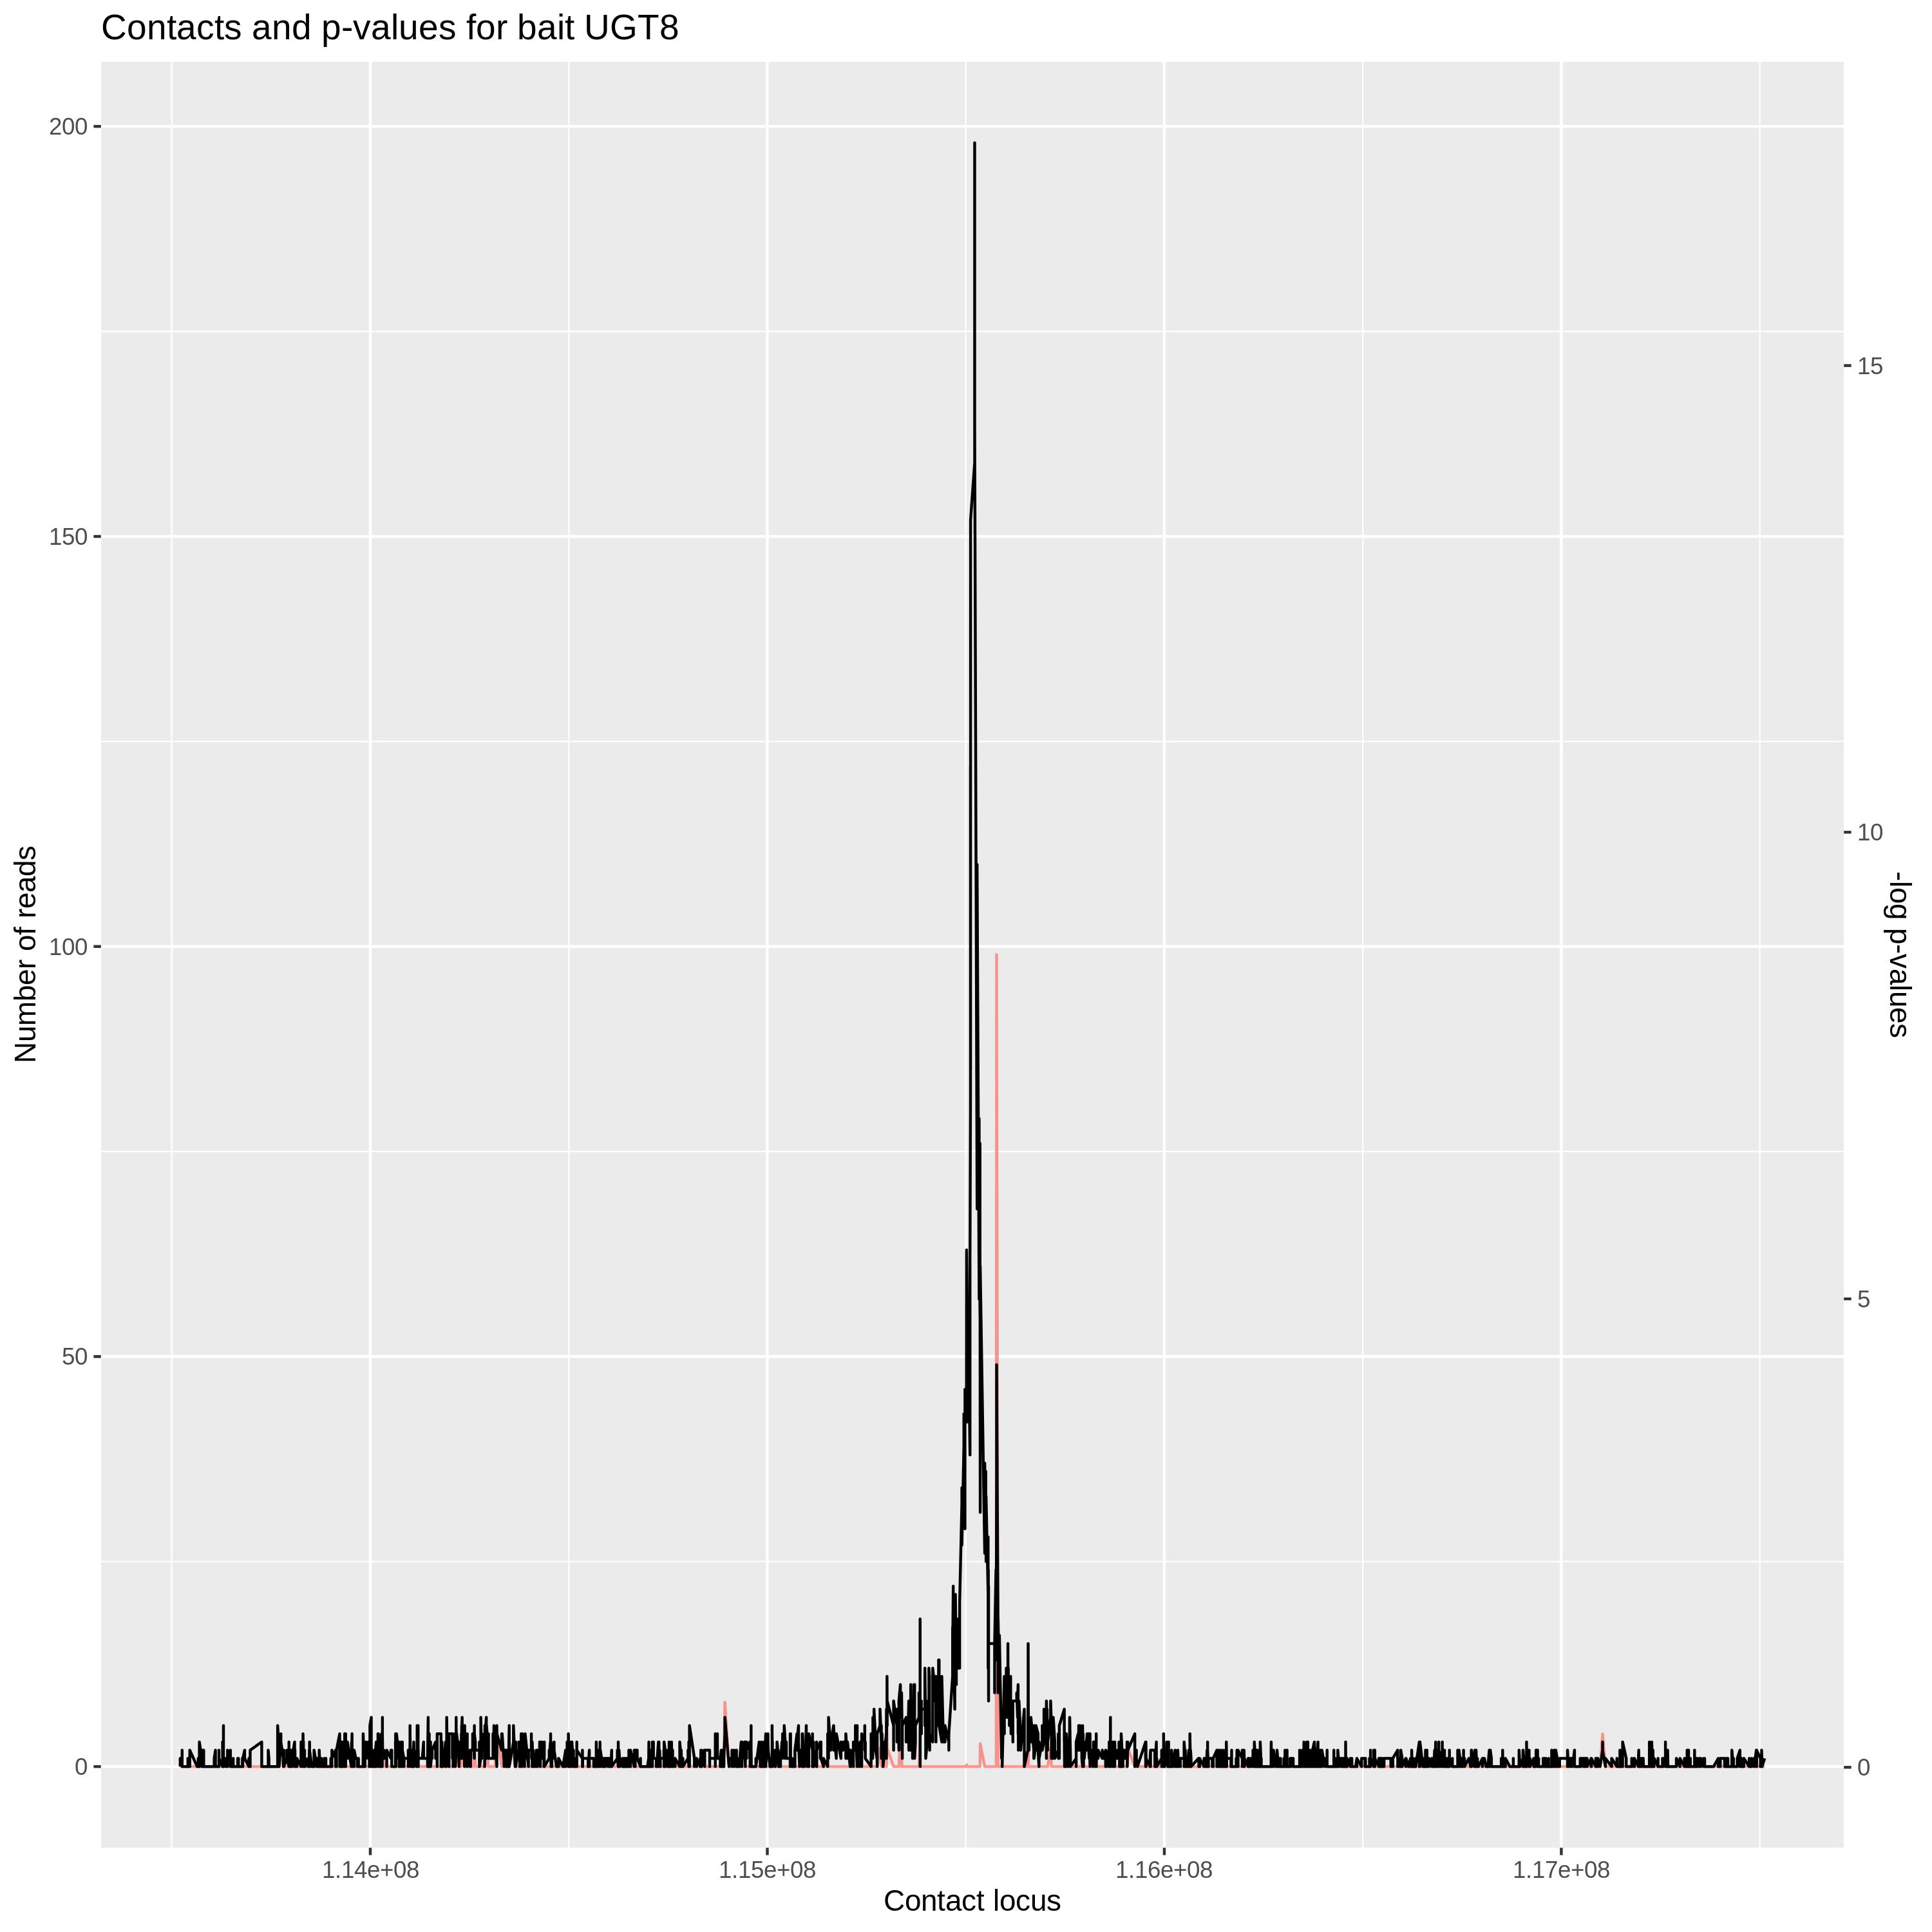 Contacts and p-values for bait UGT8
200
150
100
50
0
Number of reads
15
10
5
0
-log p-values
1.14e+08
1.15e+08
1.16e+08
1.17e+08
Contact locus